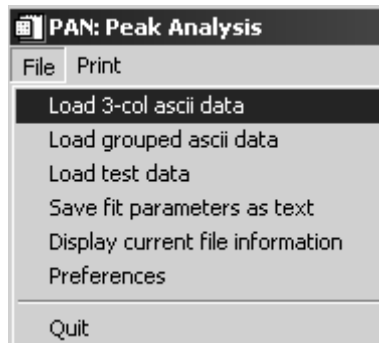 PAN: Peak Analysis
File Print
Load 3-col ascii data
Load grouped ascii data
Load test data
Save fit parameters as text
Display current file information
Preferences
Quit